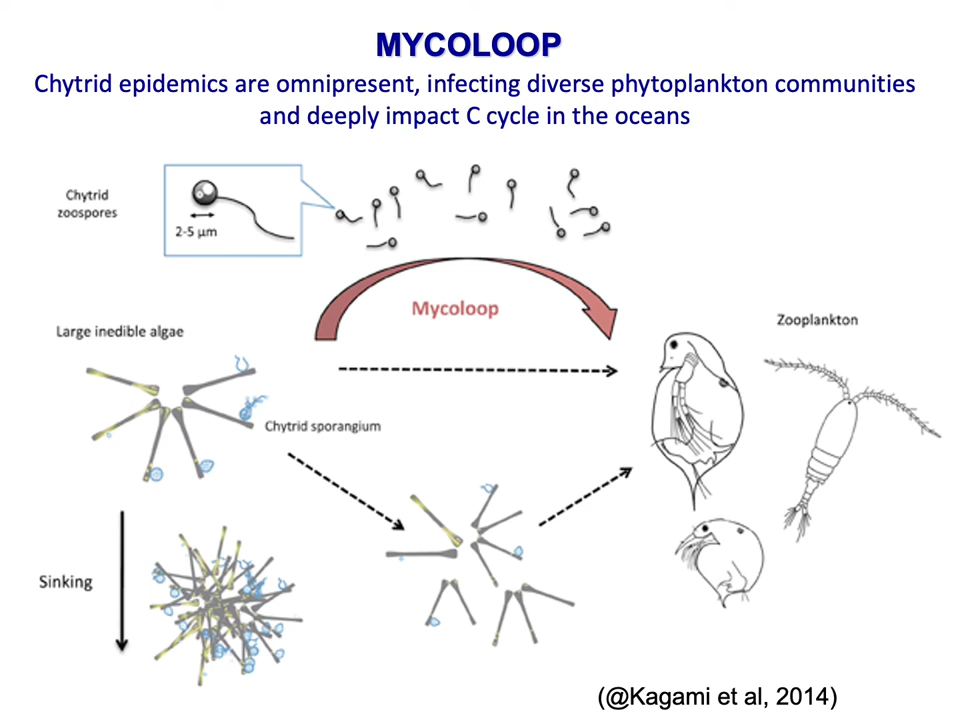 MYCOLOOP
Chytrid epidemics are omnipresent, infecting diverse phytoplankton communities
and deeply impact C cycle in the oceans
Chytrid
zoospores
2-5 µm
Mycoloop
Large inedible algae
Zooplankton
Chytrid sporangium
Sinking
(@Kagami et al, 2014)